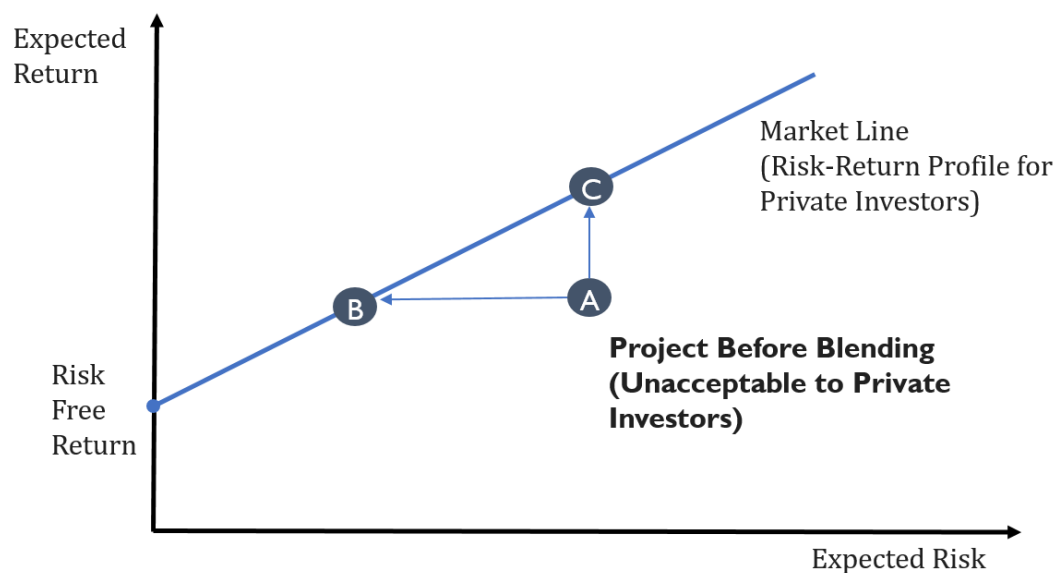 Expected
Return
Market Line
(Risk-Return Profile for
Private Investors)
C
B
A
Project Before Blending
(Unacceptable to Private
Investors)
Risk
Free
Return
Expected Risk